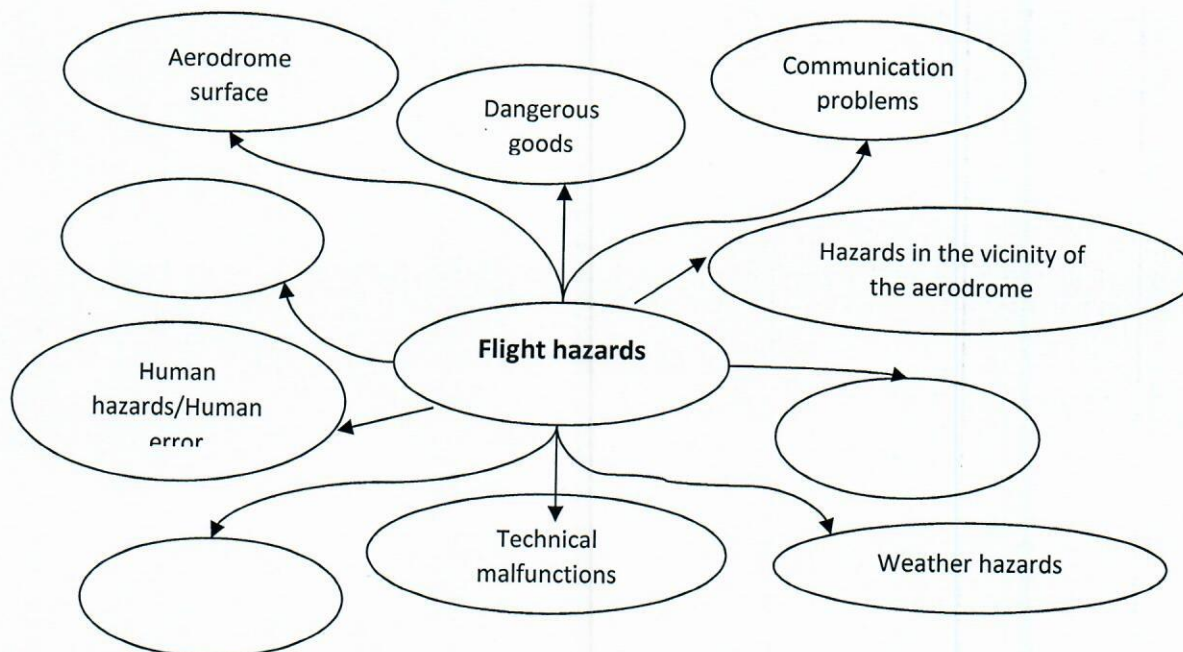 Aerodrome
surface
Dangerous
goods
Communication
problems
Hazards in the vicinity of
the aerodrome
Flight hazards
Human
hazards/Human
error
Technical
malfunctions
Weather hazards